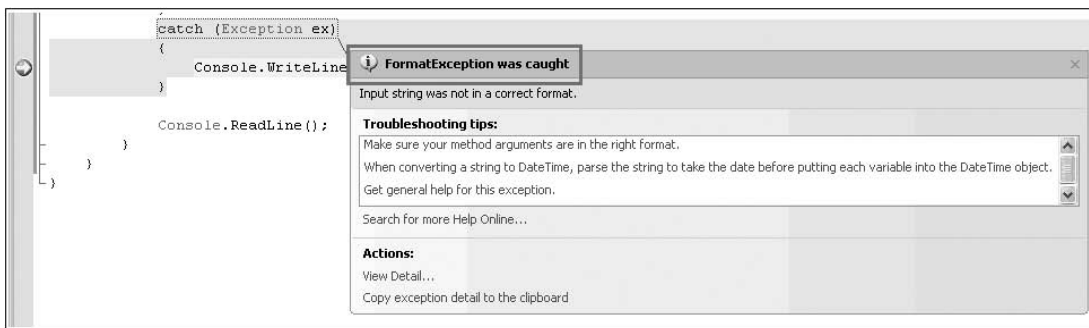 }
catch (Exception ex)
{
Console.WriteLine
}
Console.ReadLine();
}
}
}
FormatException was caught
Input string was not in a correct format.
Troubleshooting tips:
Make sure your method arguments are in the right format.
When converting a string to DateTime, parse the string to take the date before putting each variable into the DateTime object.
Get general help for this exception.
Search for more Help Online...
Actions:
View Detail...
Copy exception detail to the clipboard